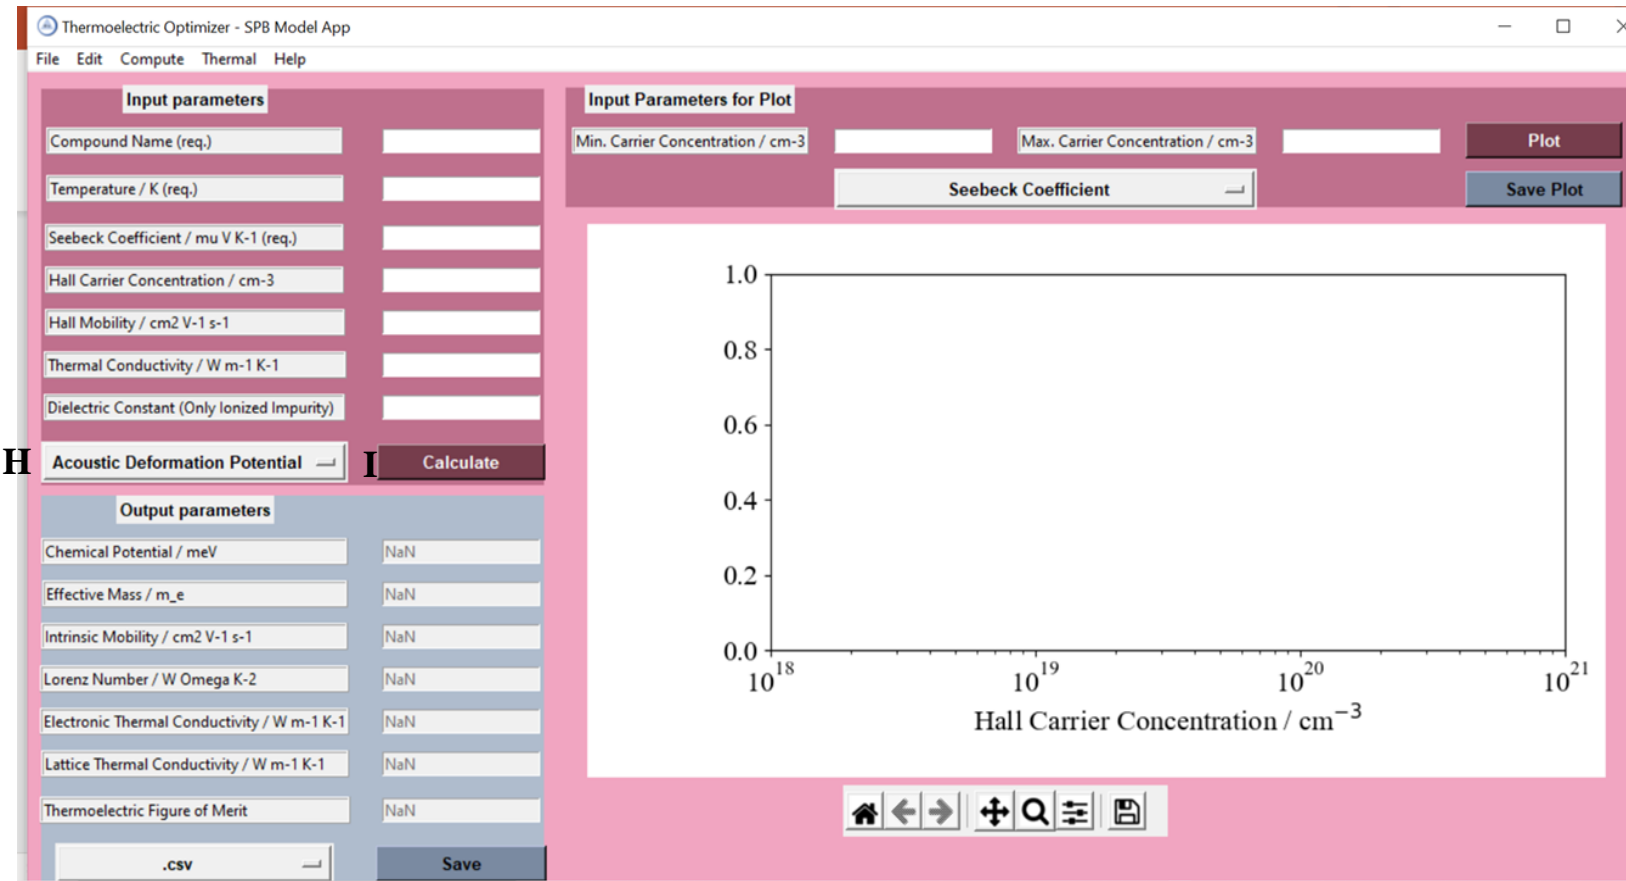 Thermoelectric Optimizer - SPB Model App
File Edit Compute Thermal Help
Input parameters
Compound Name (req.)
Temperature / K (req.)
Seebeck Coefficient / mu V K-1 (req.)
Hall Carrier Concentration / cm-3
Hall Mobility / cm2 V-1 s-1
Thermal Conductivity / W m-1 K-1
Dielectric Constant (Only Ionized Impurity)
H Acoustic Deformation Potential I Calculate
Output parameters
Chemical Potential / meV NaN
Effective Mass / m_e NaN
Intrinsic Mobility / cm2 V-1 s-1 NaN
Lorenz Number / W Omega K-2 NaN
Electronic Thermal Conductivity / W m-1 K-1 NaN
Lattice Thermal Conductivity / W m-1 K-1 NaN
Thermoelectric Figure of Merit NaN
.csv Save
Input Parameters for Plot
Min. Carrier Concentration / cm-3 Max. Carrier Concentration / cm-3 Plot
Seebeck Coefficient Save Plot
1.0
0.8
0.6
0.4
0.2
0.0
10^18 10^19 10^20 10^21
Hall Carrier Concentration / cm^−3